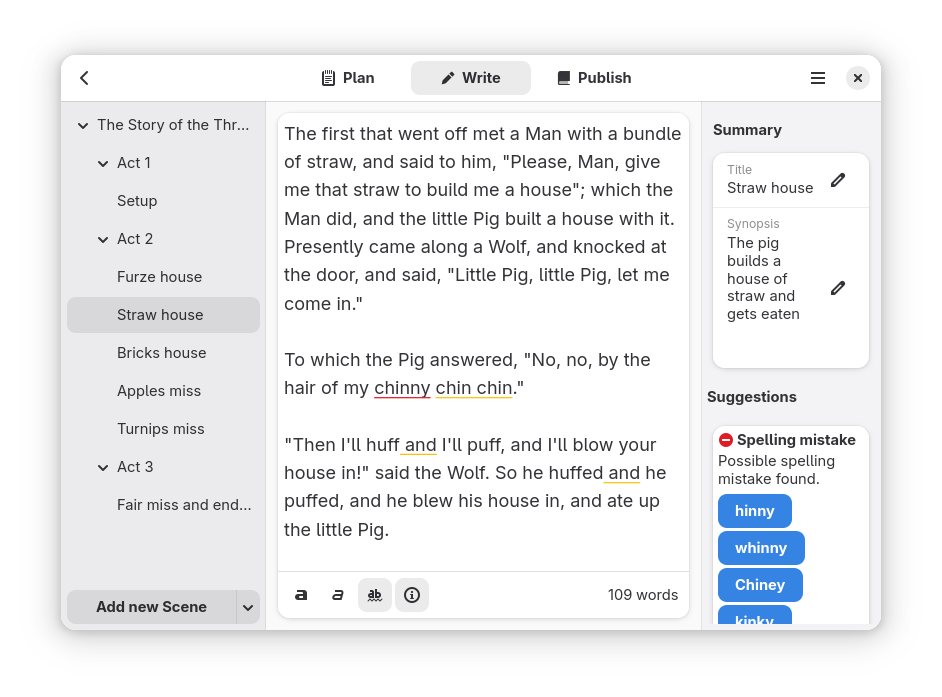 Plan
Write
Publish
The Story of the Thr...
Act 1
Setup
Act 2
Furze house
Straw house
Bricks house
Apples miss
Turnips miss
Act 3
Fair miss and end...
Add new Scene
The first that went off met a Man with a bundle
of straw, and said to him, "Please, Man, give
me that straw to build me a house"; which the
Man did, and the little Pig built a house with it.
Presently came along a Wolf, and knocked at
the door, and said, "Little Pig, little Pig, let me
come in."
To which the Pig answered, "No, no, by the
hair of my chinny chin chin."
"Then I'll huff and I'll puff, and I'll blow your
house in!" said the Wolf. So he huffed and he
puffed, and he blew his house in, and ate up
the little Pig.
a
a
ab
109 words
Summary
Title
Straw house
Synopsis
The pig
builds a
house of
straw and
gets eaten
Suggestions
Spelling mistake
Possible spelling
mistake found.
hinny
whinny
Chiney
kinky